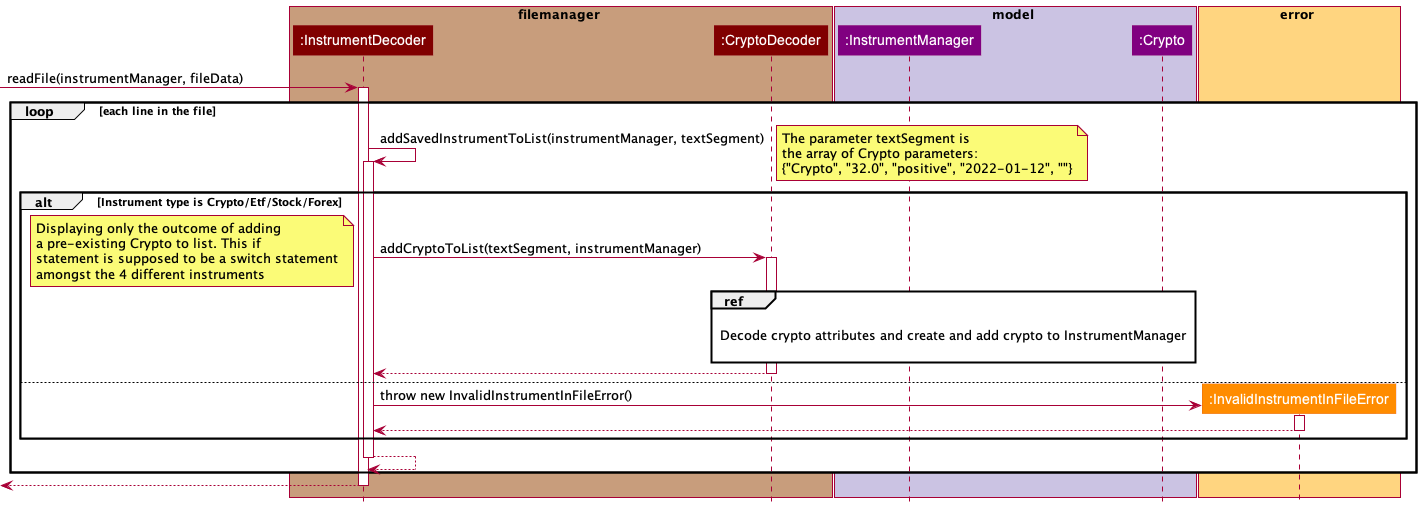 filemanager
model
error
:InstrumentDecoder
:CryptoDecoder
:InstrumentManager
:Crypto
readFile(instrumentManager, fileData)
loop
[each line in the file]
addSavedInstrumentToList(instrumentManager, textSegment)
The parameter textSegment is
the array of Crypto parameters:
{"Crypto", "32.0", "positive", "2022-01-12", ""}
alt
[Instrument type is Crypto/Etf/Stock/Forex]
Displaying only the outcome of adding
a pre-existing Crypto to list. This if
statement is supposed to be a switch statement
amongst the 4 different instruments
addCryptoToList(textSegment, instrumentManager)
ref
Decode crypto attributes and create and add crypto to InstrumentManager
throw new InvalidInstrumentInFileError()
:InvalidInstrumentInFileError